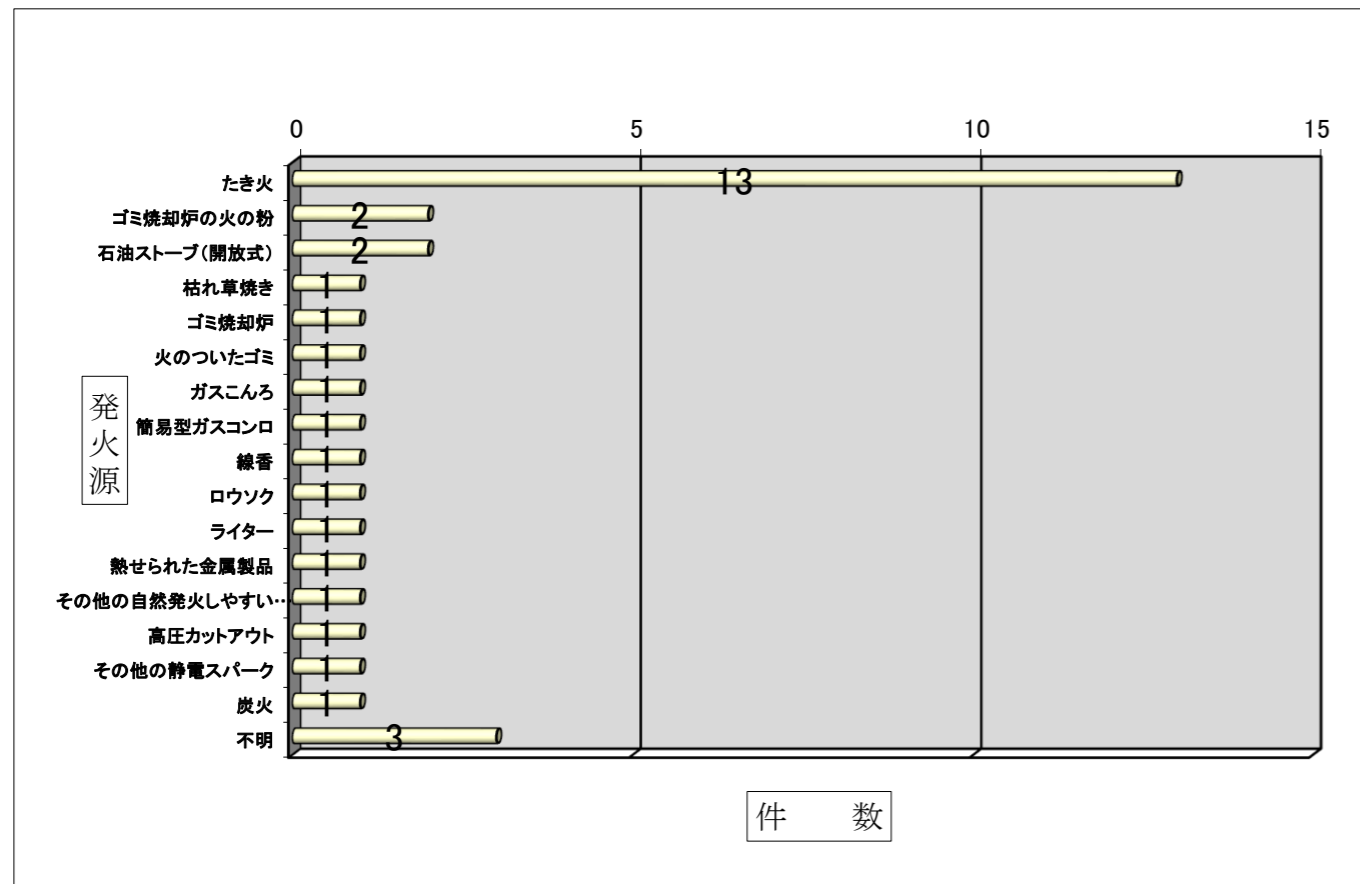 0 5 10 15
たき火 13
ゴミ焼却炉の火の粉 2
石油ストーブ(開放式) 2
枯れ草焼き 1
ゴミ焼却炉 1
火のついたゴミ 1
ガスこんろ 1
簡易型ガスコンロ 1
線香 1
ロウソク 1
ライター 1
熱せられた金属製品 1
その他の自然発火しやすい… 1
高圧カットアウト 1
その他の静電スパーク 1
炭火 1
不明 3
発火源
件 数